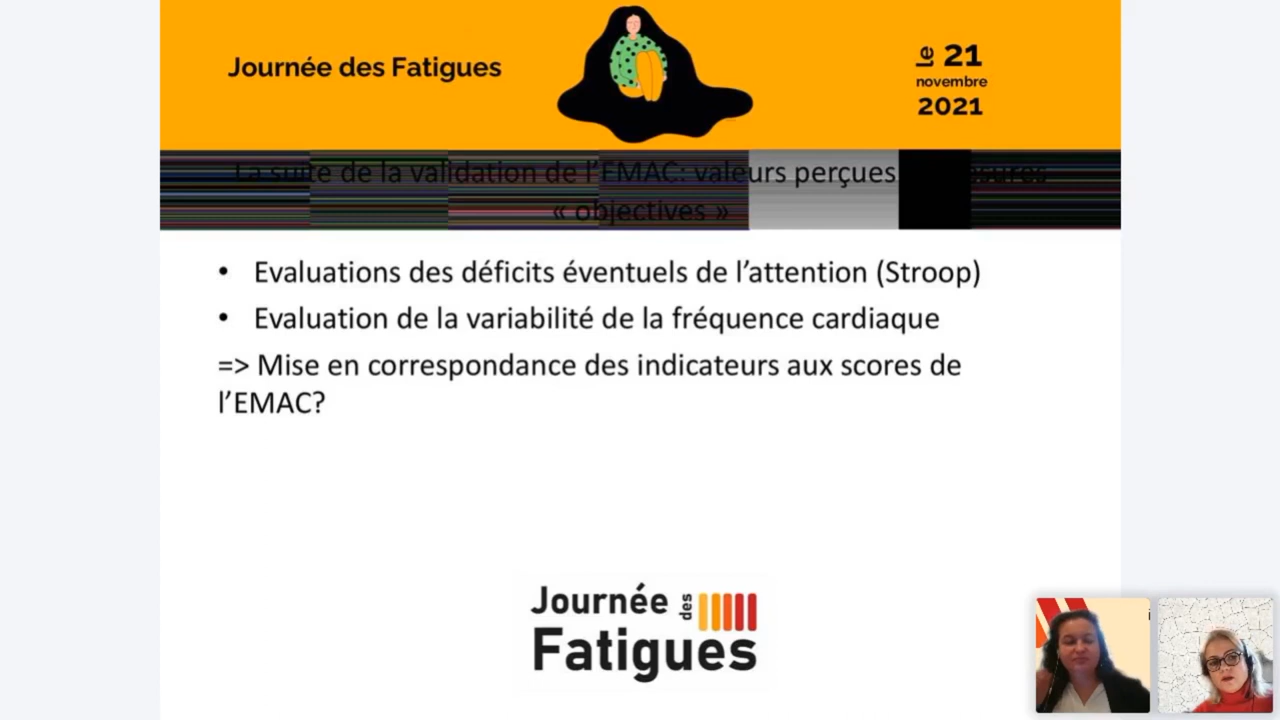 Journée des Fatigues
le 21
novembre
2021
La suite de la validation de l'EMAC: valeurs perçues
« objectives »
• Evaluations des déficits éventuels de l'attention (Stroop)
• Evaluation de la variabilité de la fréquence cardiaque
=> Mise en correspondance des indicateurs aux scores de
l'EMAC?
Journée des
Fatigues